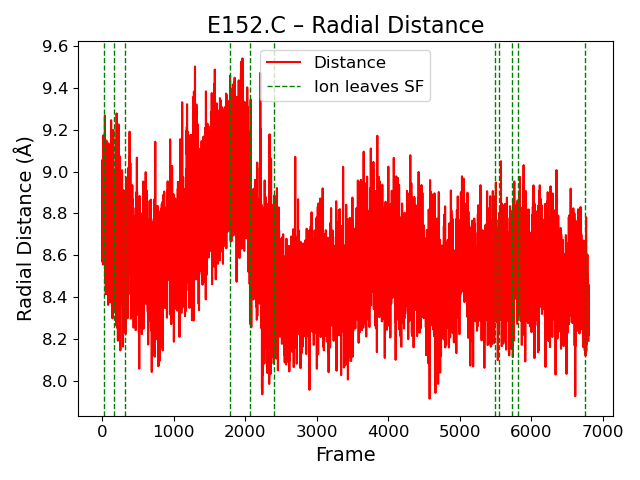 E152.C – Radial Distance
Distance
Ion leaves SF
Radial Distance (Å)
9.6
9.4
9.2
9.0
8.8
8.6
8.4
8.2
8.0
0 1000 2000 3000 4000 5000 6000 7000
Frame